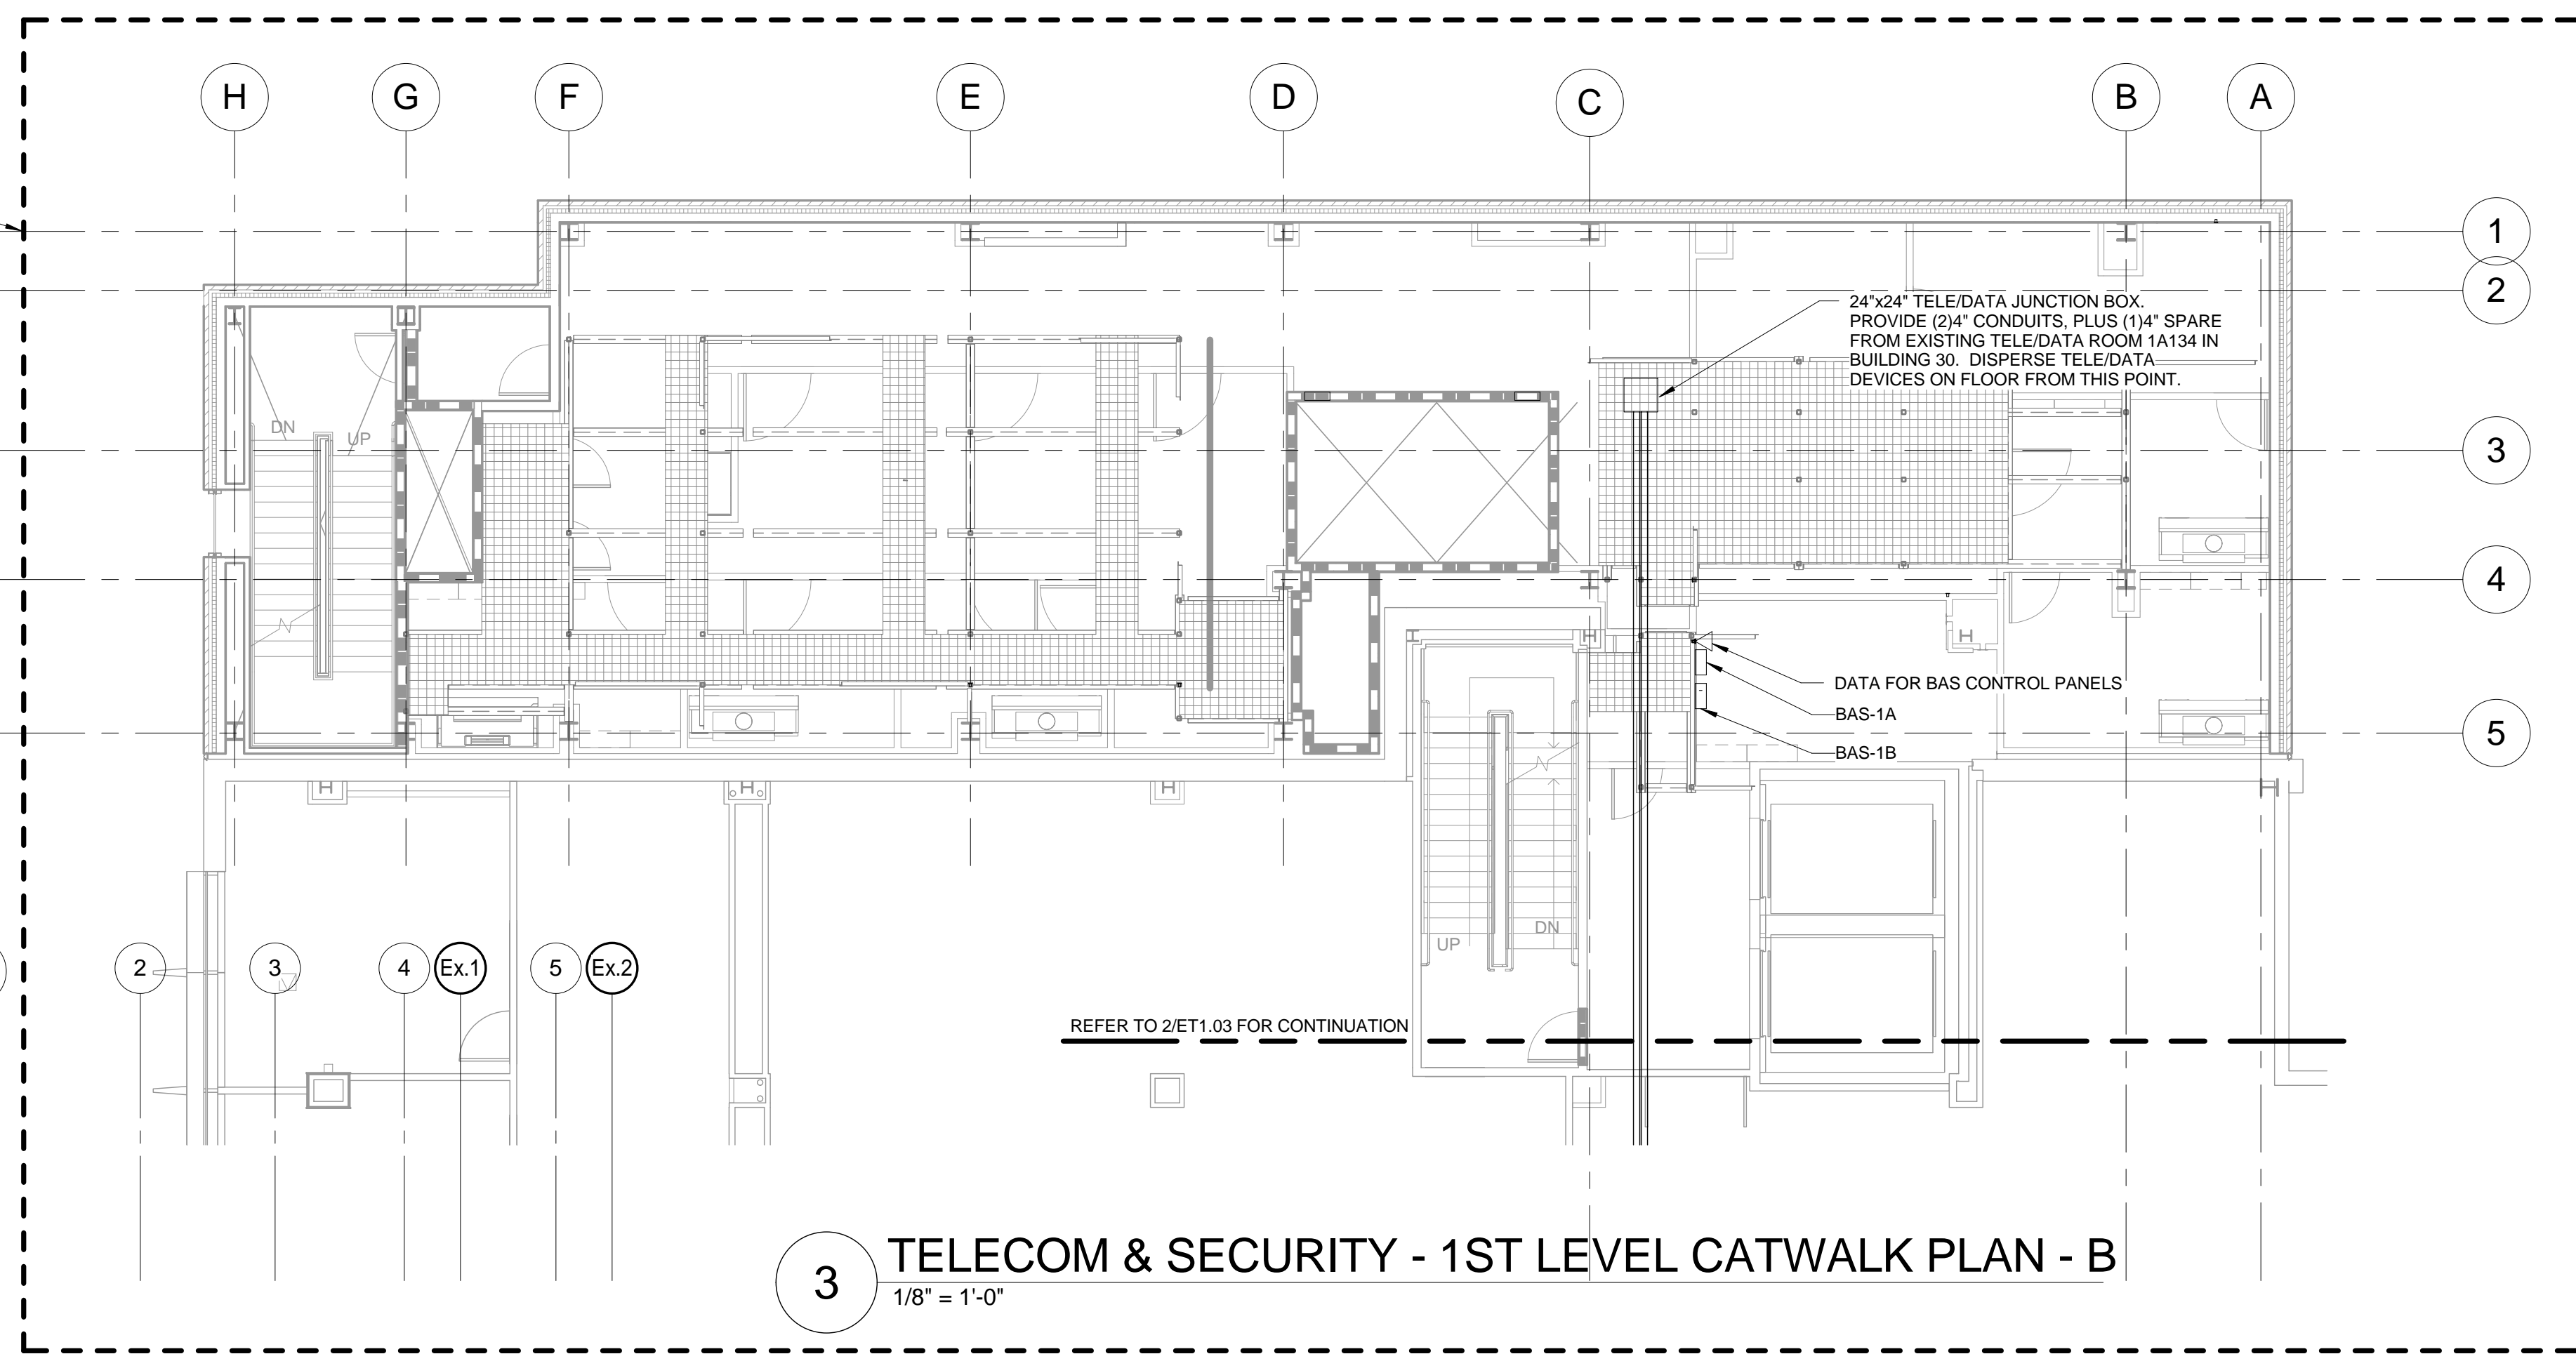 H G F E D C B A
1
2
24"x24" TELE/DATA JUNCTION BOX.
PROVIDE (2)4" CONDUITS, PLUS (1)4" SPARE
FROM EXISTING TELE/DATA ROOM 1A134 IN
BUILDING 30. DISPERSE TELE/DATA
DEVICES ON FLOOR FROM THIS POINT.
DN
UP
3
4
H
H
DATA FOR BAS CONTROL PANELS
BAS-1A
5
BAS-1B
H
H
H
UP
DN
2 3 4 Ex.1 5 Ex.2
REFER TO 2/ET1.03 FOR CONTINUATION
3
TELECOM & SECURITY - 1ST LEVEL CATWALK PLAN - B
1/8" = 1'-0"